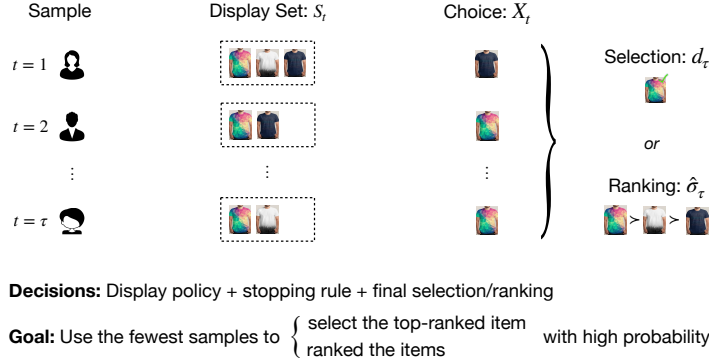 Sample Display Set: S_t Choice: X_t
t = 1
Selection: d_τ
t = 2
or
⋮ ⋮ ⋮
Ranking: σ̂_τ
t = τ
≻ ≻
Decisions: Display policy + stopping rule + final selection/ranking
Goal: Use the fewest samples to { select the top-ranked item with high probability
ranked the items